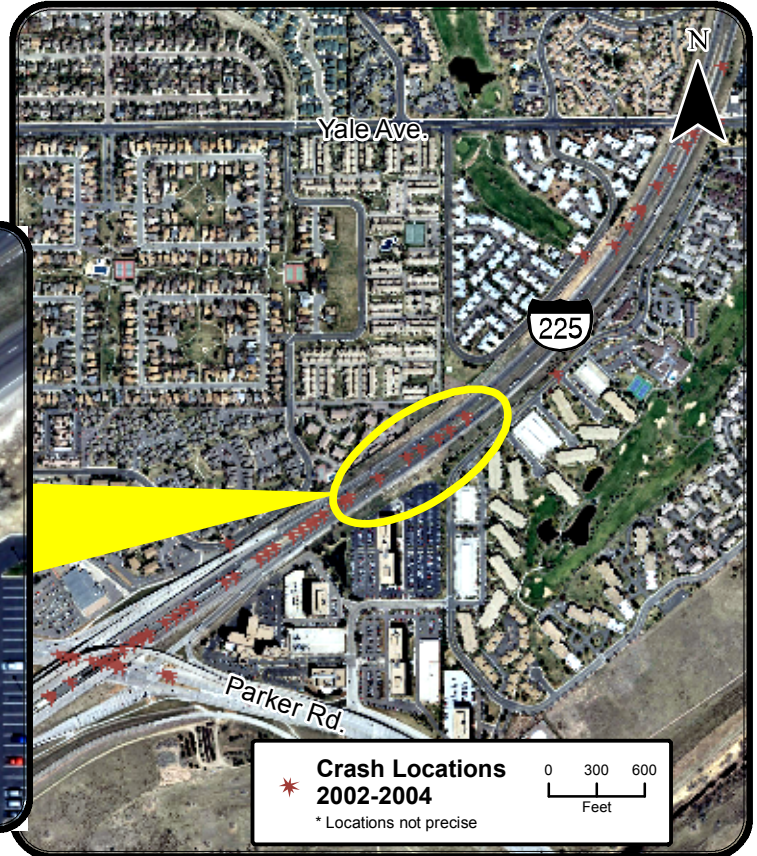 N
Yale Ave.
225
Parker Rd.
Crash Locations
2002-2004
* Locations not precise
0 300 600
Feet